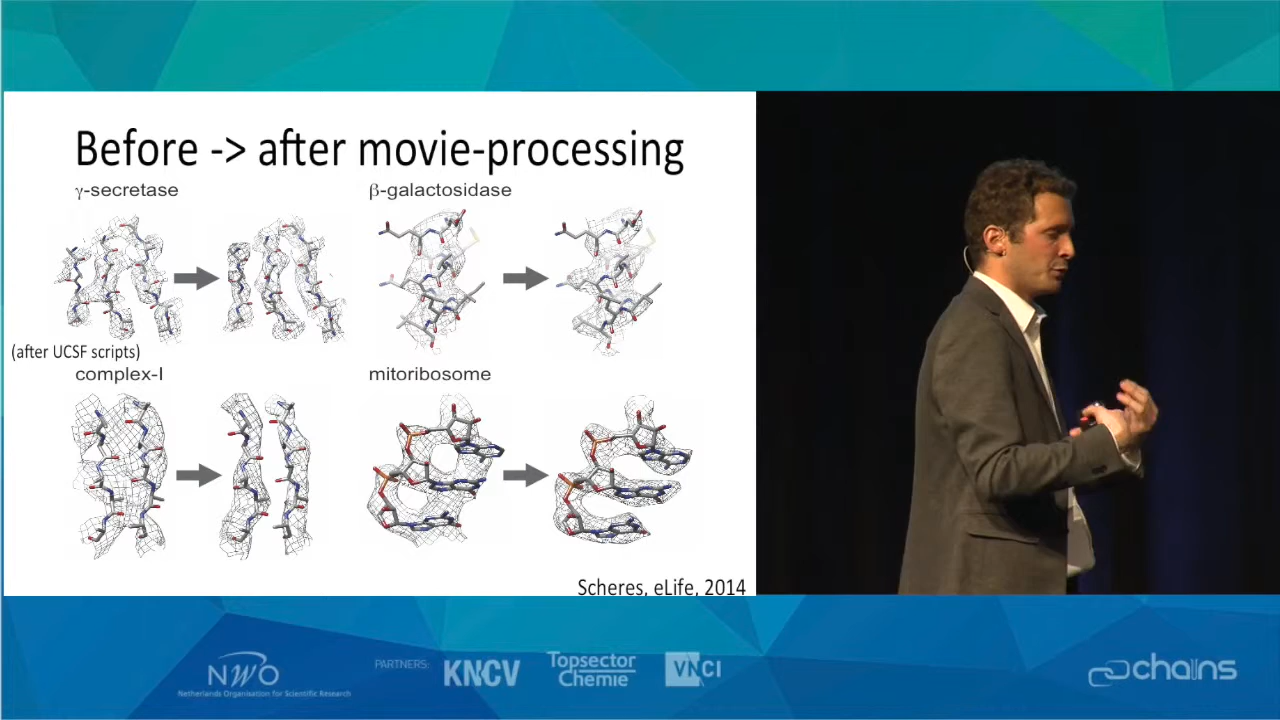 Before -> after movie-processing
γ-secretase
β-galactosidase
(after UCSF scripts)
complex-I
mitoribosome
Scheres, eLife, 2014
NWO
Netherlands Organisation for Scientific Research
PARTNERS:
KNCV
Topsector
Chemie
VNCI
chains